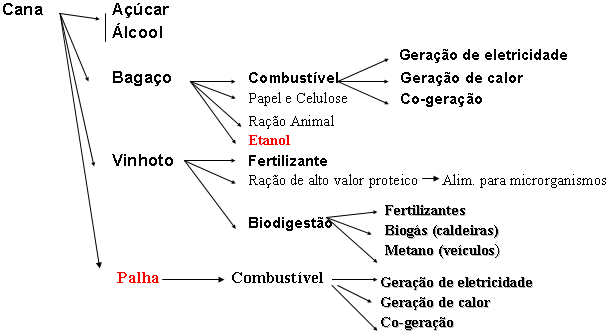 Cana
Açúcar
Álcool
Bagaço
Combustível
Geração de eletricidade
Geração de calor
Co-geração
Papel e Celulose
Ração Animal
Etanol
Vinhoto
Fertilizante
Ração de alto valor proteico
Alim. para microrganismos
Biodigestão
Fertilizantes
Biogás (caldeiras)
Metano (veículos)
Palha
Combustível
Geração de eletricidade
Geração de calor
Co-geração